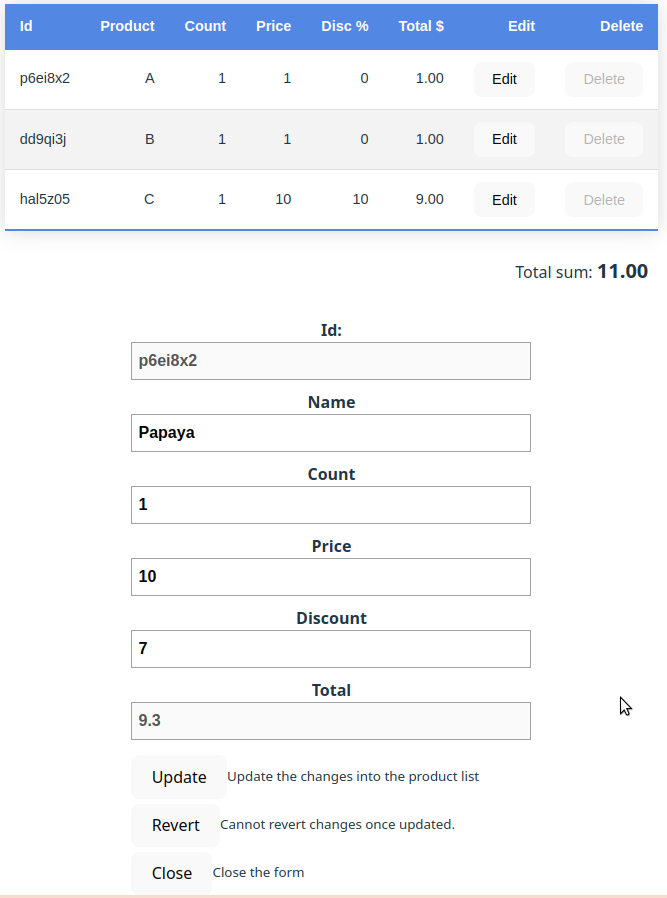 Id Product Count Price Disc % Total $ Edit Delete
p6ei8x2 A 1 1 0 1.00 Edit Delete
dd9qi3j B 1 1 0 1.00 Edit Delete
hal5z05 C 1 10 10 9.00 Edit Delete
Total sum: 11.00
Id:
p6ei8x2
Name
Papaya
Count
1
Price
10
Discount
7
Total
9.3
Update Update the changes into the product list
Revert Cannot revert changes once updated.
Close Close the form